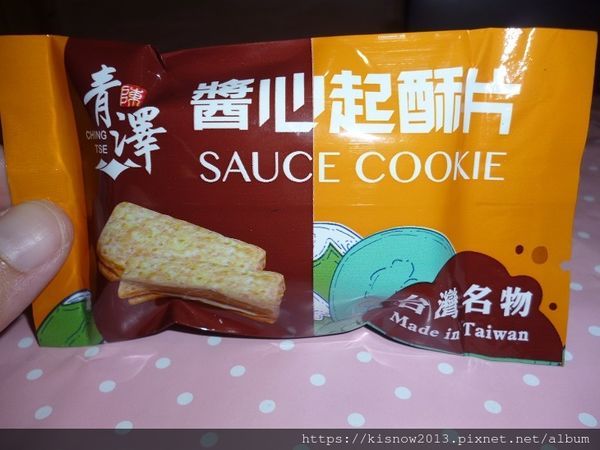 青澤
陳
CHING
TSE
醬心起酥片
SAUCE COOKIE
台灣名物
Made in Taiwan
https://kisnow2013.pixnet.net/album